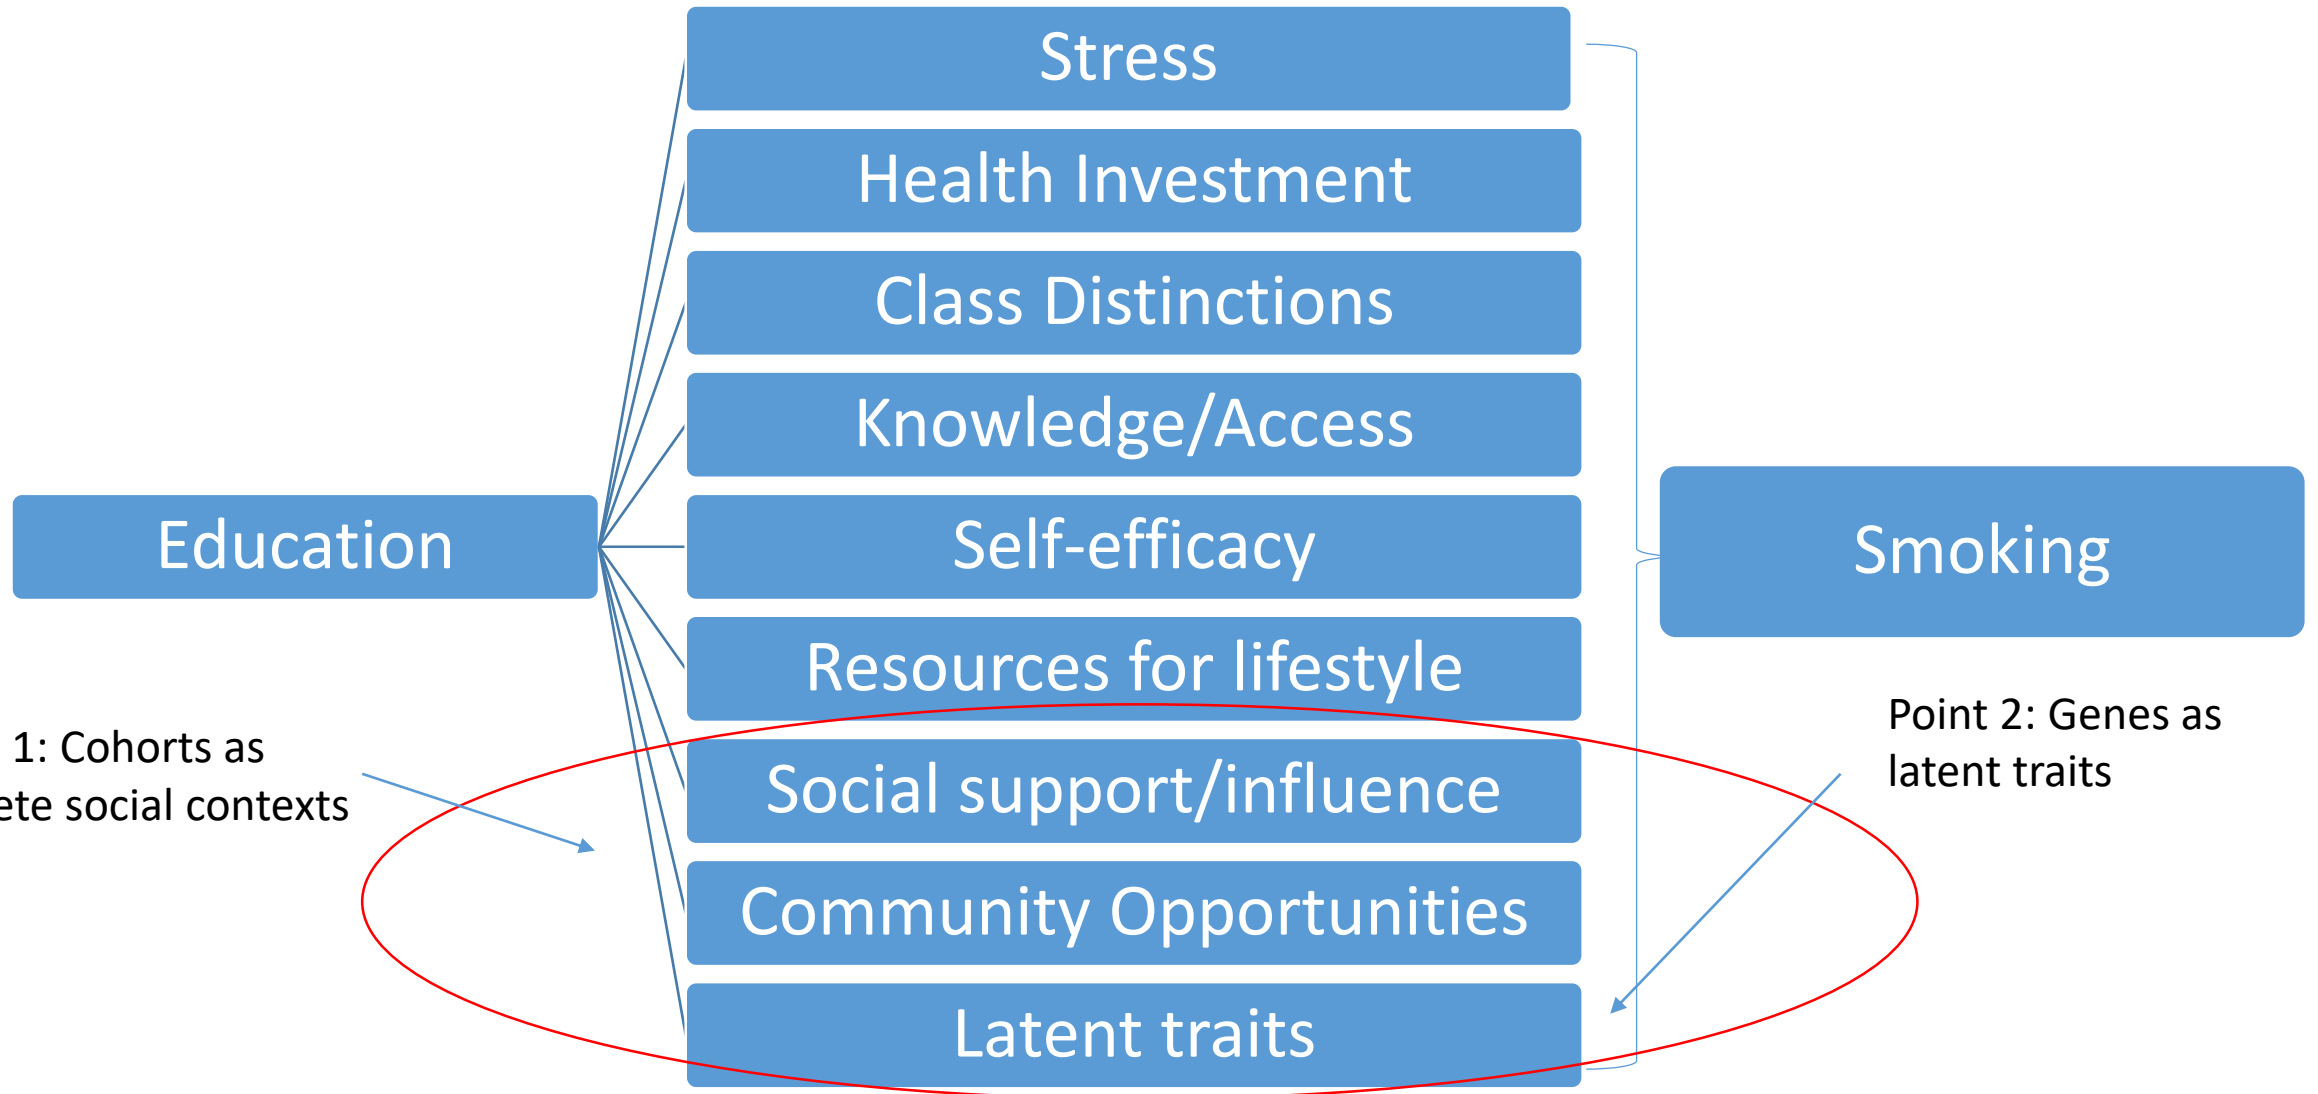 Stress
Health Investment
Class Distinctions
Knowledge/Access
Education
Self-efficacy
Smoking
Resources for lifestyle
1: Cohorts as
social contexts
Social support/influence
Point 2: Genes as
latent traits
Community Opportunities
Latent traits